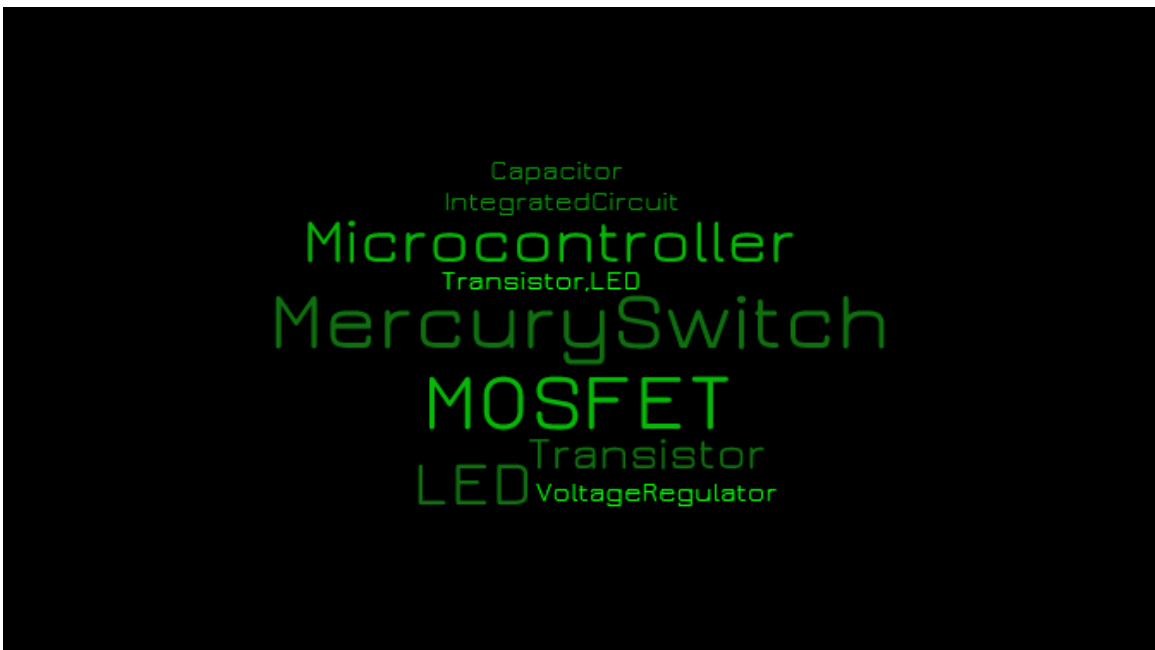 Capacitor
IntegratedCircuit
Microcontroller
Transistor,LED
MercurySwitch
MOSFET
Transistor
LED
VoltageRegulator